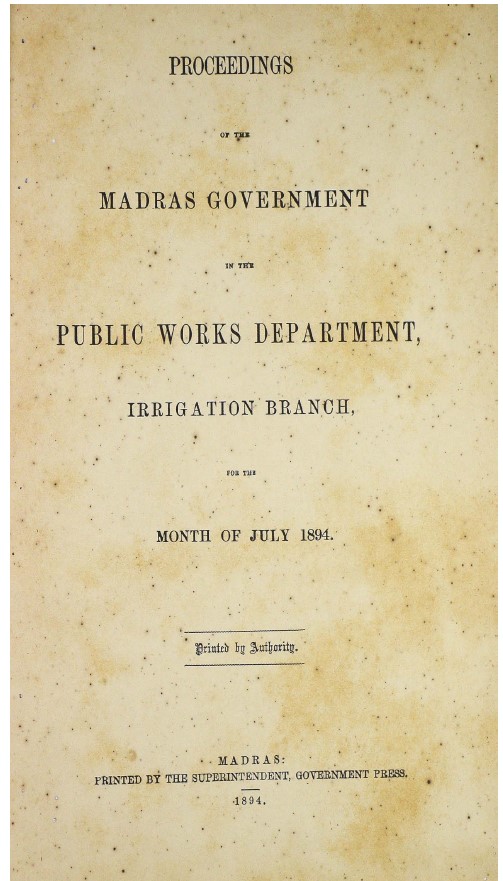 PROCEEDINGS
OF THE
MADRAS GOVERNMENT
IN THE
PUBLIC WORKS DEPARTMENT,
IRRIGATION BRANCH,
FOR THE
MONTH OF JULY 1894.
Printed by Authority.
MADRAS:
PRINTED BY THE SUPERINTENDENT, GOVERNMENT PRESS.
1894.